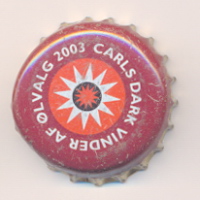 CARLS DARK VINDER AF ØLVALG 2003